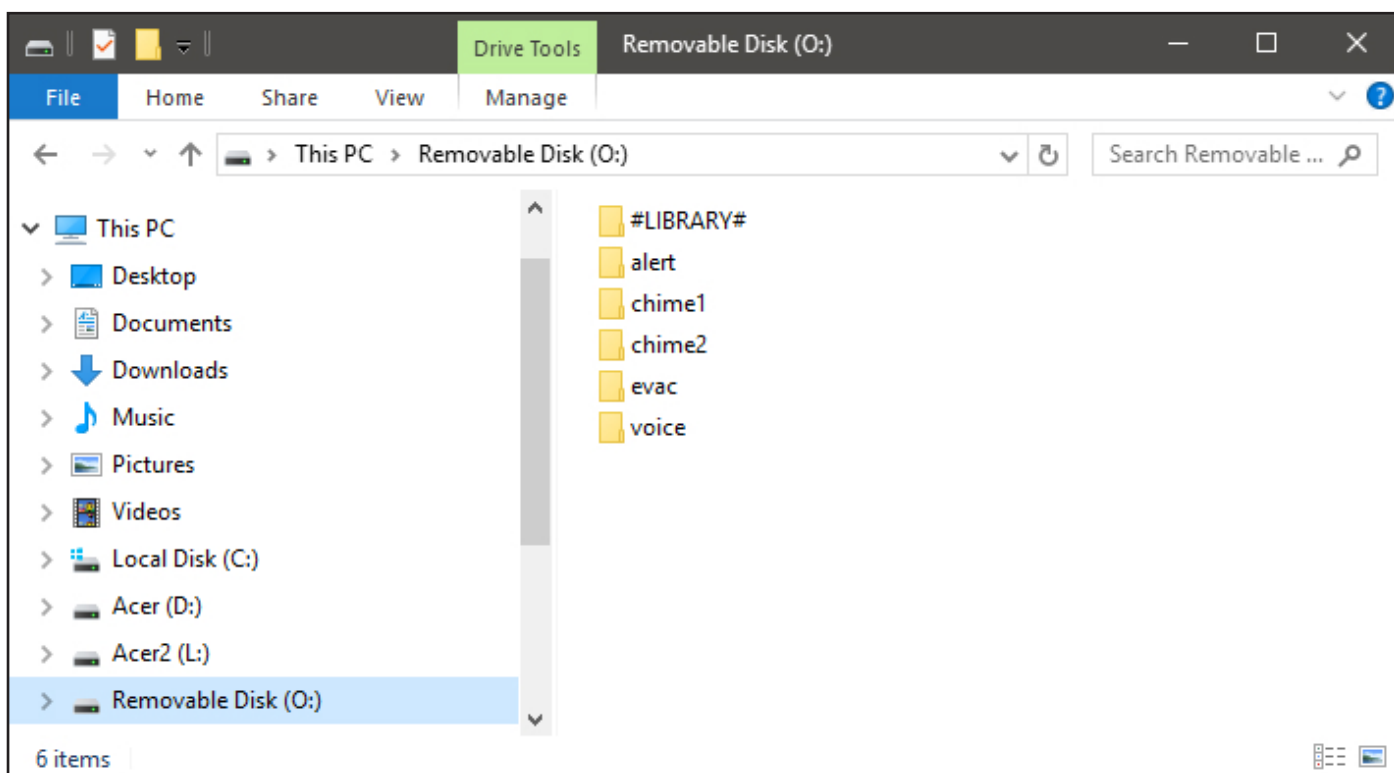 Drive Tools Removable Disk (O:)
File Home Share View Manage
This PC > Removable Disk (O:) Search Removable ...
This PC
Desktop
Documents
Downloads
Music
Pictures
Videos
Local Disk (C:)
Acer (D:)
Acer2 (L:)
Removable Disk (O:)
#LIBRARY#
alert
chime1
chime2
evac
voice
6 items